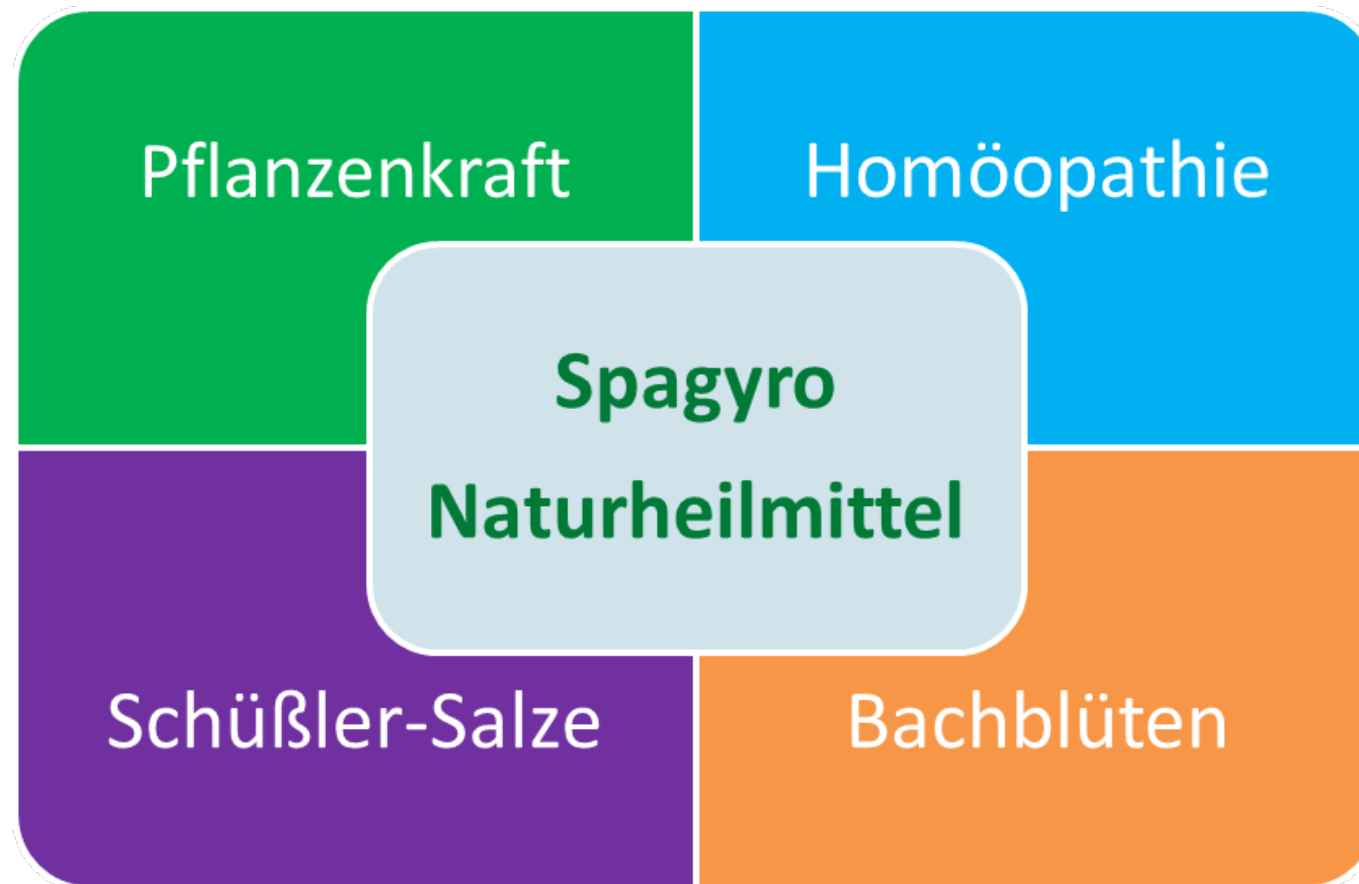 Pflanzenkraft
Homöopathie
Spagyro
Naturheilmittel
Schüßler-Salze
Bachblüten